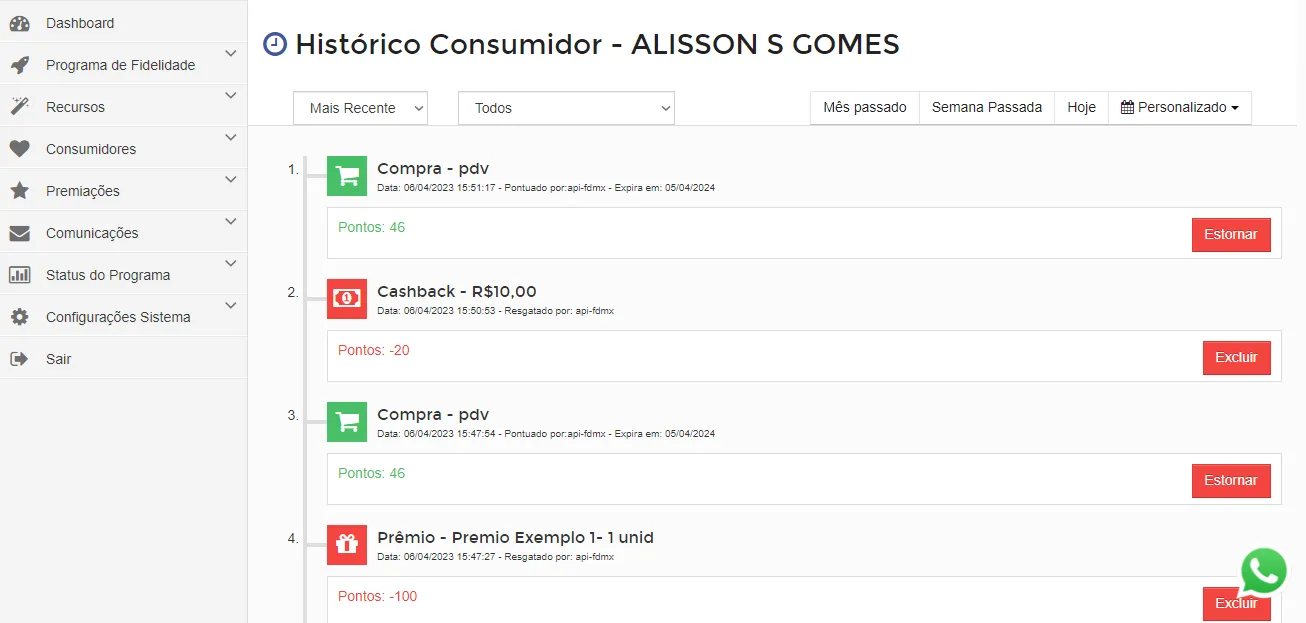 Dashboard
Programa de Fidelidade
Recursos
Consumidores
Premiações
Comunicações
Status do Programa
Configurações Sistema
Sair
Histórico Consumidor - ALISSON S GOMES
Mais Recente
Todos
Mês passado
Semana Passada
Hoje
Personalizado
1.
Compra - pdv
Data: 06/04/2023 15:51:17 - Pontuado por:api-fdmx - Expira em: 05/04/2024
Pontos: 46
Estornar
2.
Cashback - R$10,00
Data: 06/04/2023 15:50:53 - Resgatado por: api-fdmx
Pontos: -20
Excluir
3.
Compra - pdv
Data: 06/04/2023 15:47:54 - Pontuado por:api-fdmx - Expira em: 05/04/2024
Pontos: 46
Estornar
4.
Prêmio - Premio Exemplo 1- 1 unid
Data: 06/04/2023 15:47:27 - Resgatado por: api-fdmx
Pontos: -100
Excluir